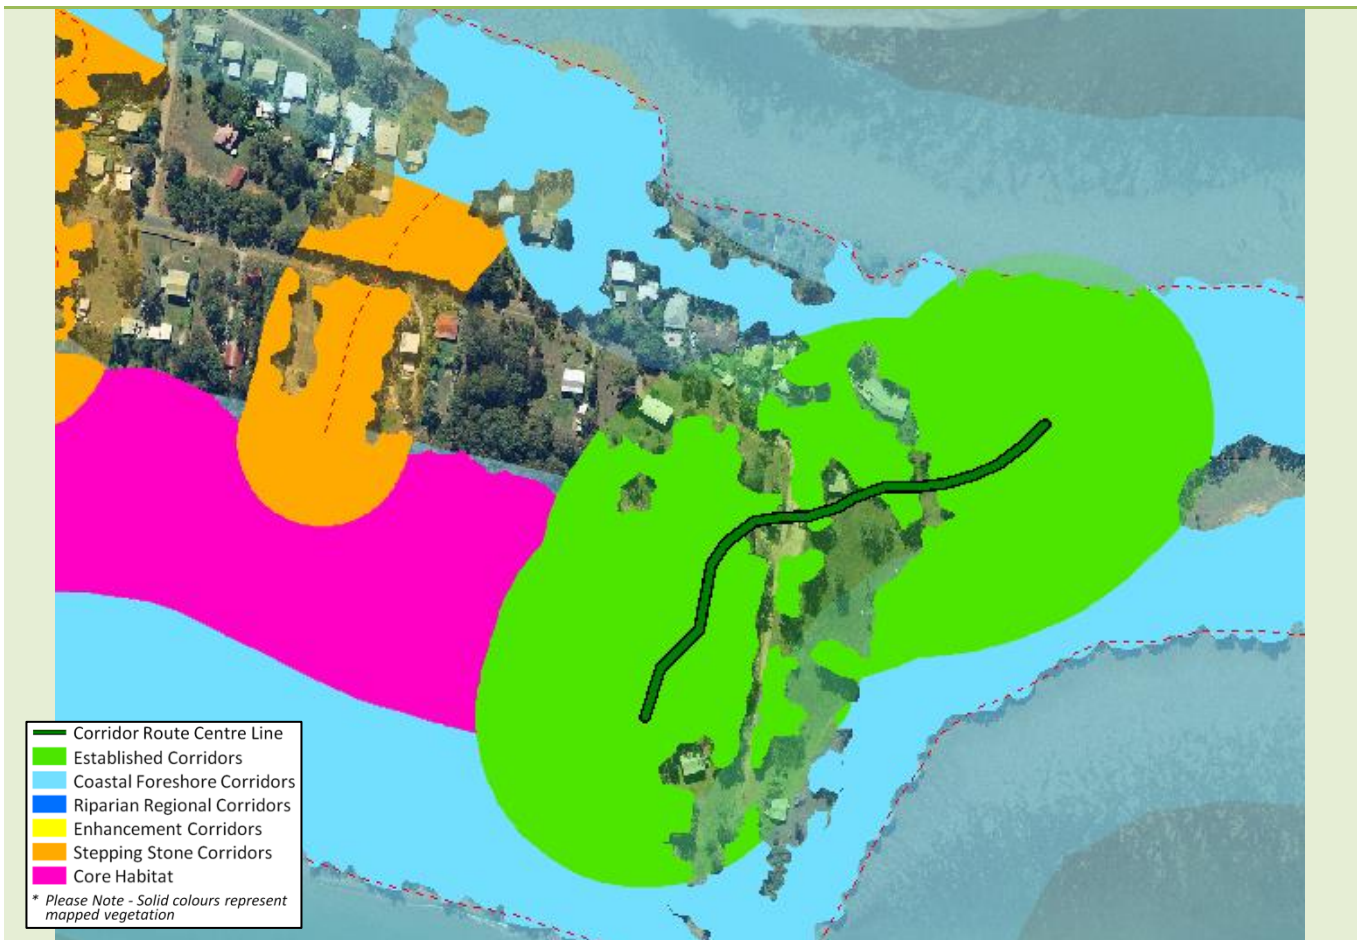 Corridor Route Centre Line
Established Corridors
Coastal Foreshore Corridors
Riparian Regional Corridors
Enhancement Corridors
Stepping Stone Corridors
Core Habitat
* Please Note - Solid colours represent
mapped vegetation